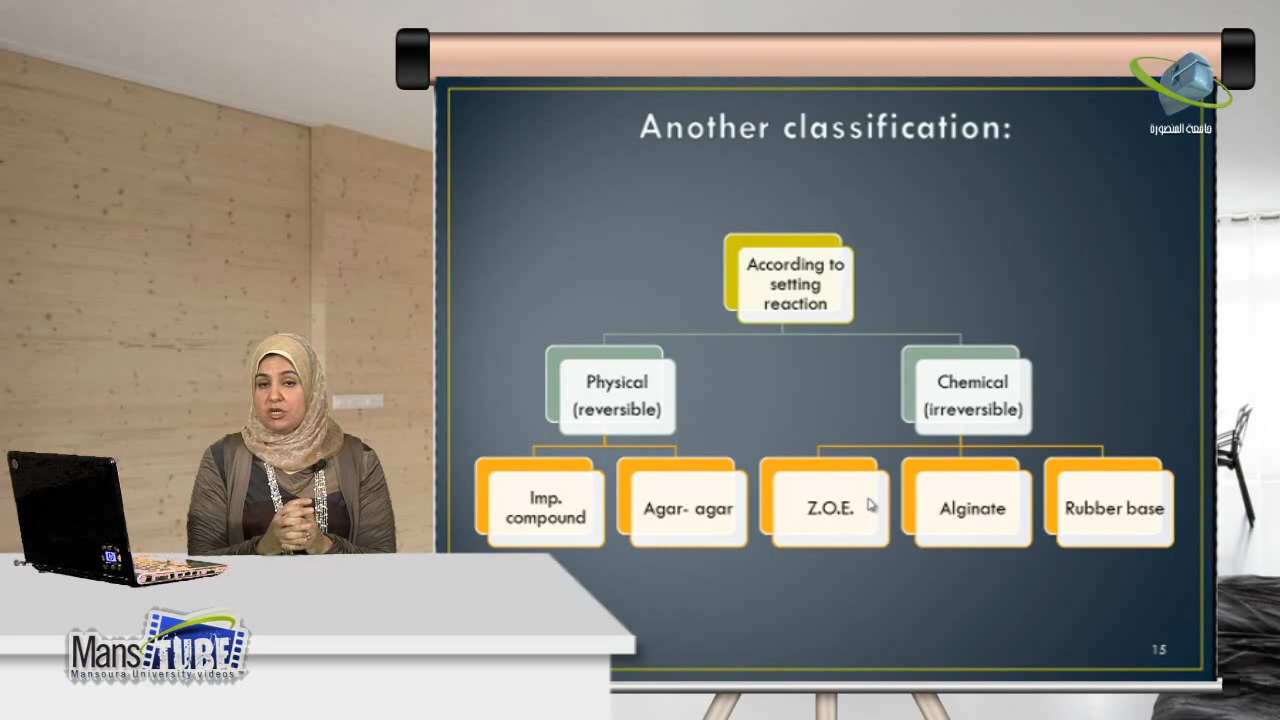 Another classification:
جامعة المنصورة
According to
setting
reaction
Physical
(reversible)
Chemical
(irreversible)
Imp.
compound
Agar- agar
Z.O.E.
Alginate
Rubber base
15
Mans TUBE
Mansoura University videos